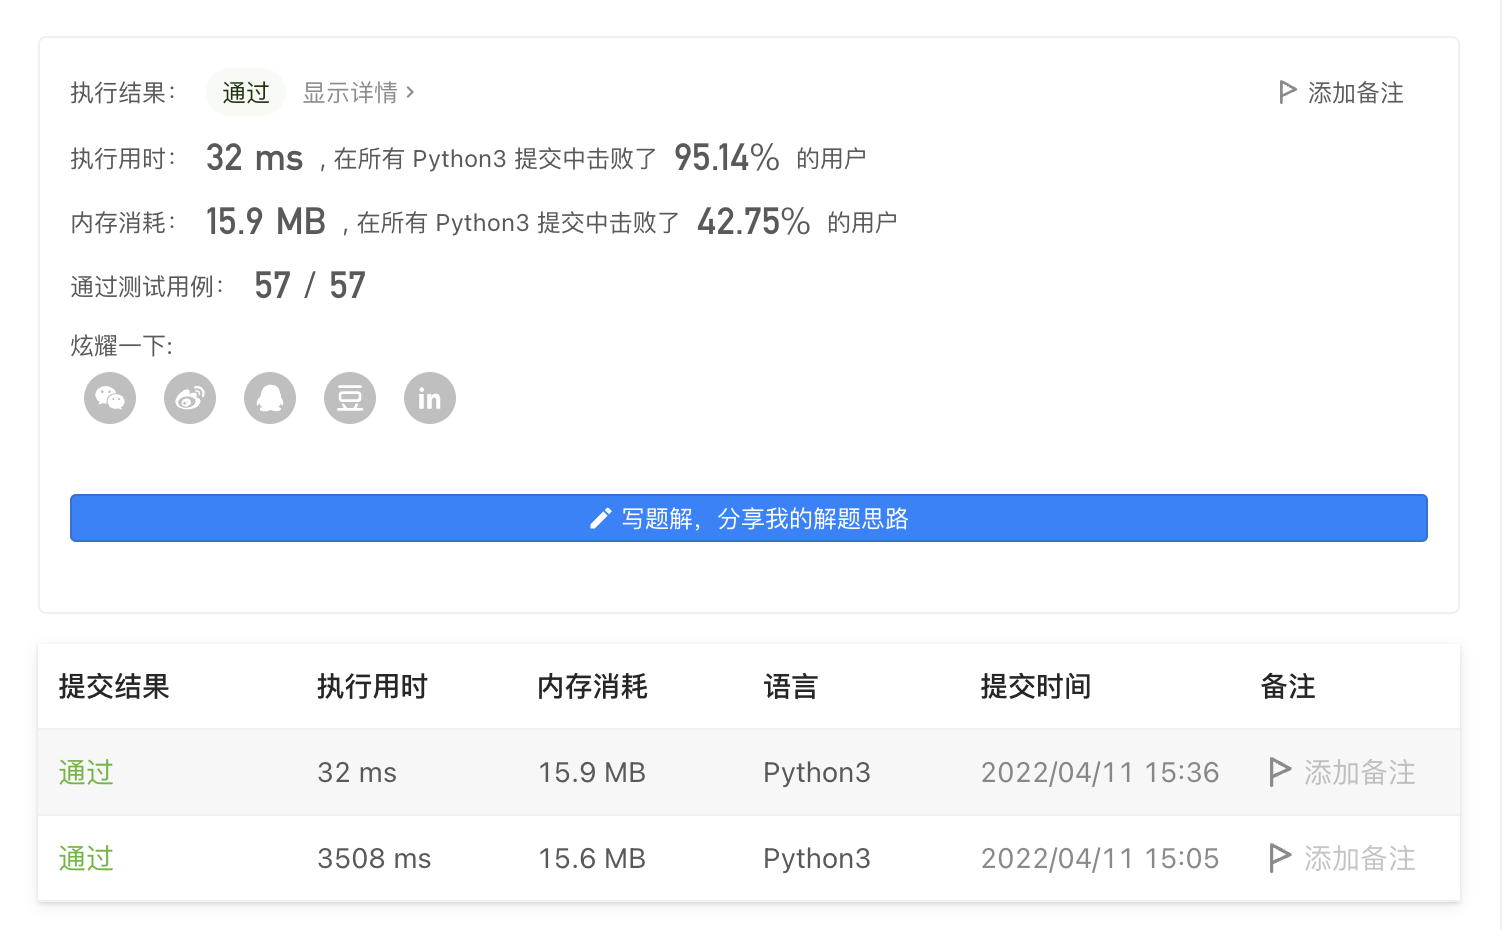 执行结果： 通过 显示详情 › 添加备注
执行用时： 32 ms , 在所有 Python3 提交中击败了 95.14% 的用户
内存消耗： 15.9 MB , 在所有 Python3 提交中击败了 42.75% 的用户
通过测试用例： 57 / 57
炫耀一下:
豆 in
写题解，分享我的解题思路
提交结果 执行用时 内存消耗 语言 提交时间 备注
通过 32 ms 15.9 MB Python3 2022/04/11 15:36 添加备注
通过 3508 ms 15.6 MB Python3 2022/04/11 15:05 添加备注